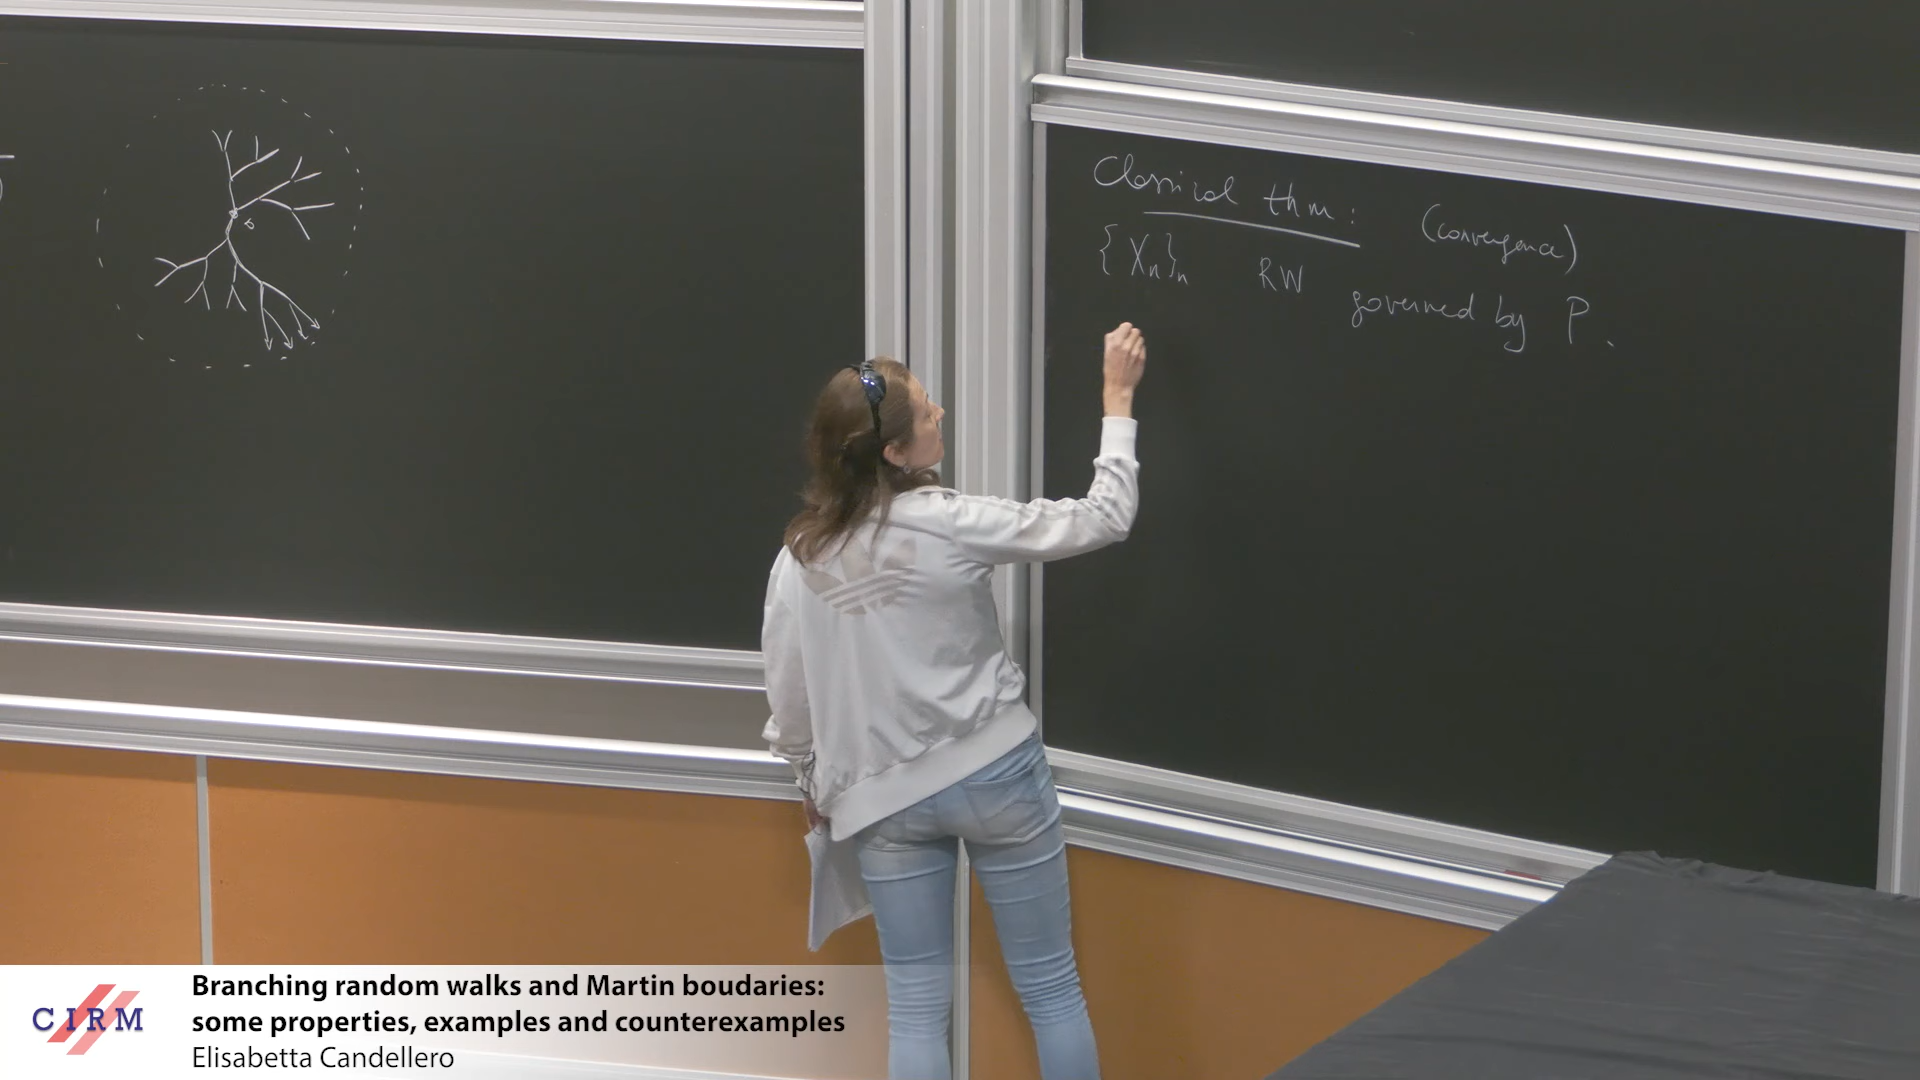 o
Classical thm: (convergence)
{Xn}n RW governed by P.
CIRM
Branching random walks and Martin boudaries:
some properties, examples and counterexamples
Elisabetta Candellero